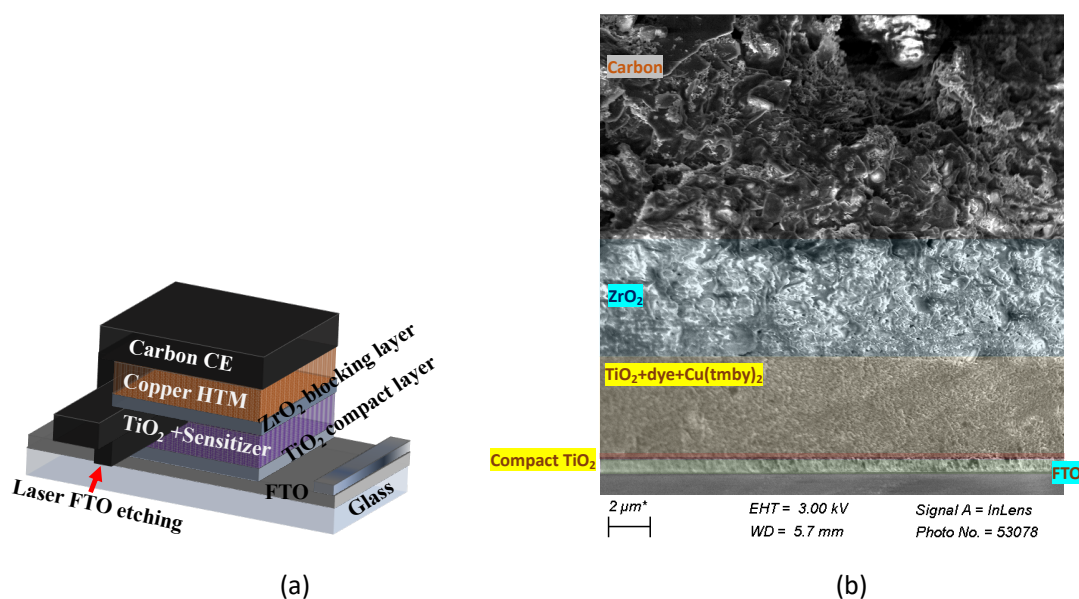 Carbon CE
Copper HTM
ZrO2 blocking layer
TiO2 +Sensitizer
TiO2 compact layer
FTO
Glass
Laser FTO etching
(a)
Carbon
ZrO2
TiO2+dye+Cu(tmby)2
Compact TiO2
FTO
2 µm*
EHT = 3.00 kV
Signal A = InLens
WD = 5.7 mm
Photo No. = 53078
(b)